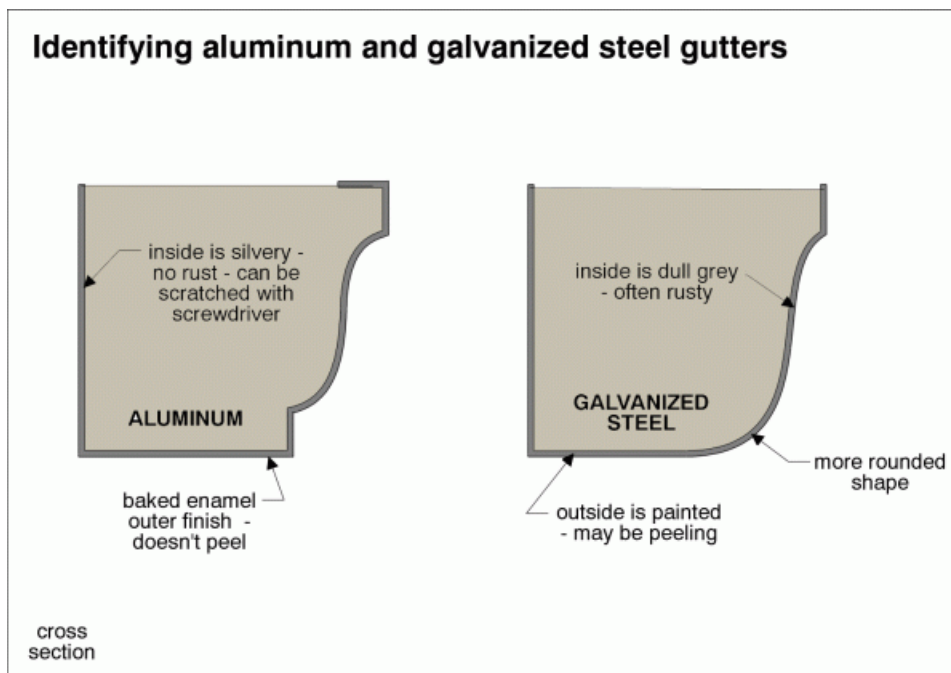 Identifying aluminum and galvanized steel gutters
inside is silvery -
no rust - can be
scratched with
screwdriver
ALUMINUM
baked enamel
outer finish -
doesn't peel
inside is dull grey
- often rusty
GALVANIZED
STEEL
more rounded
shape
outside is painted
- may be peeling
cross
section